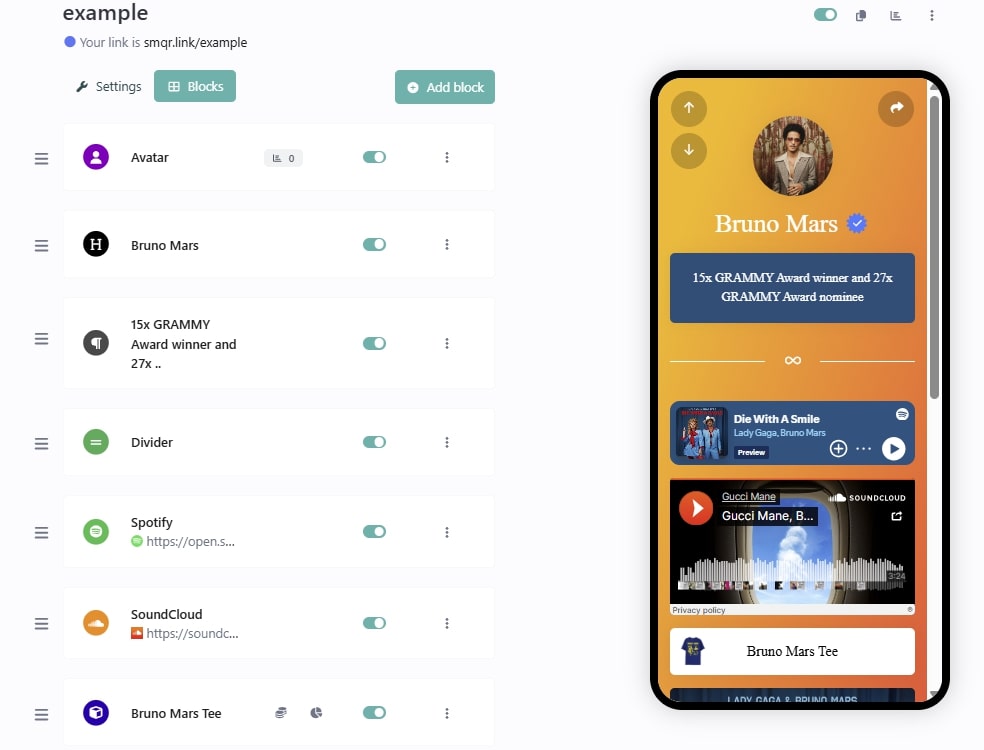 example
Your link is smqr.link/example
Settings
Blocks
Add block
Avatar
0
H
Bruno Mars
15x GRAMMY
Award winner and
27x ..
Divider
Spotify
https://open.s...
SoundCloud
https://soundc...
Bruno Mars Tee
Bruno Mars
15x GRAMMY Award winner and 27x
GRAMMY Award nominee
Die With A Smile
Lady Gaga, Bruno Mars
Preview
Gucci Mane
SOUNDCLOUD
Gucci Mane, B...
3:24
Privacy policy
Bruno Mars Tee
LADY GAGA & BRUNO MARS